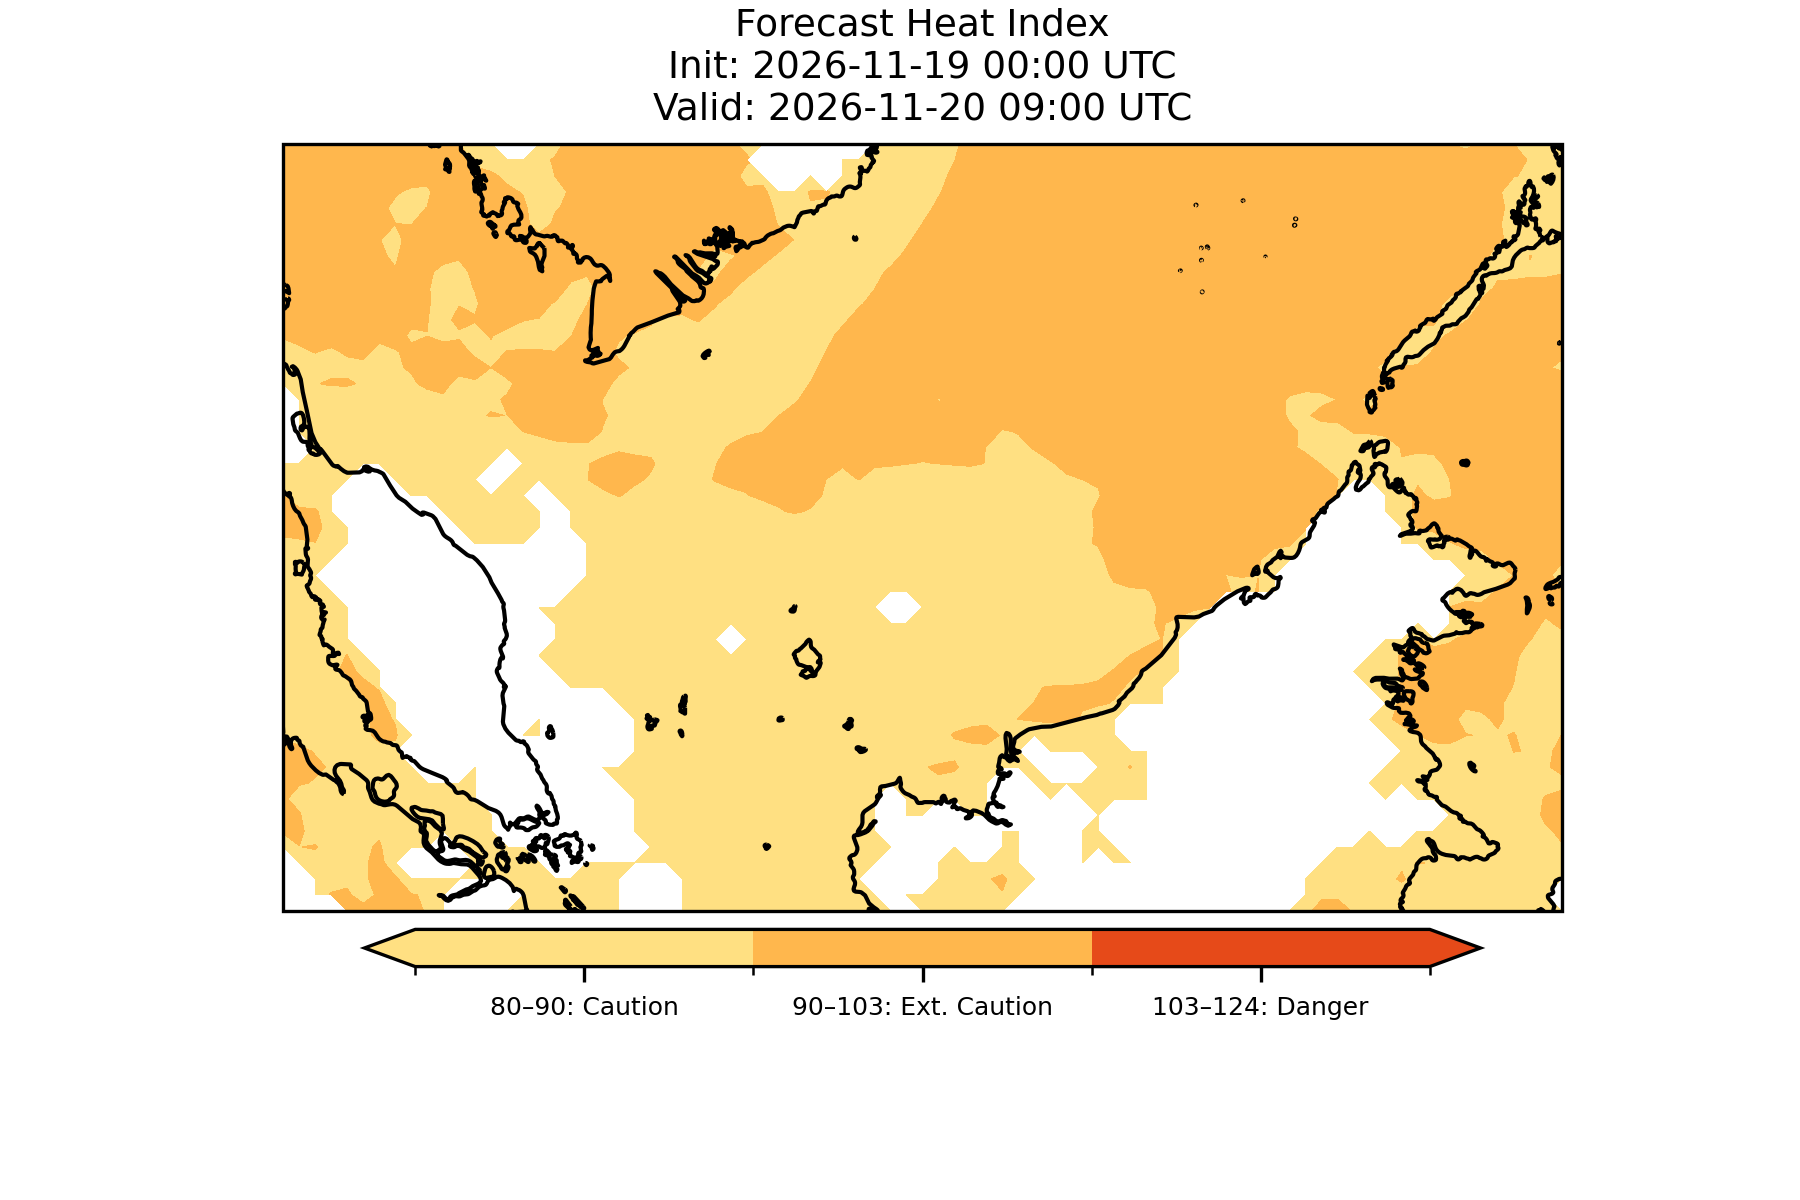 Forecast Heat Index
Init: 2026-11-19 00:00 UTC
Valid: 2026-11-20 09:00 UTC
80–90: Caution
90–103: Ext. Caution
103–124: Danger